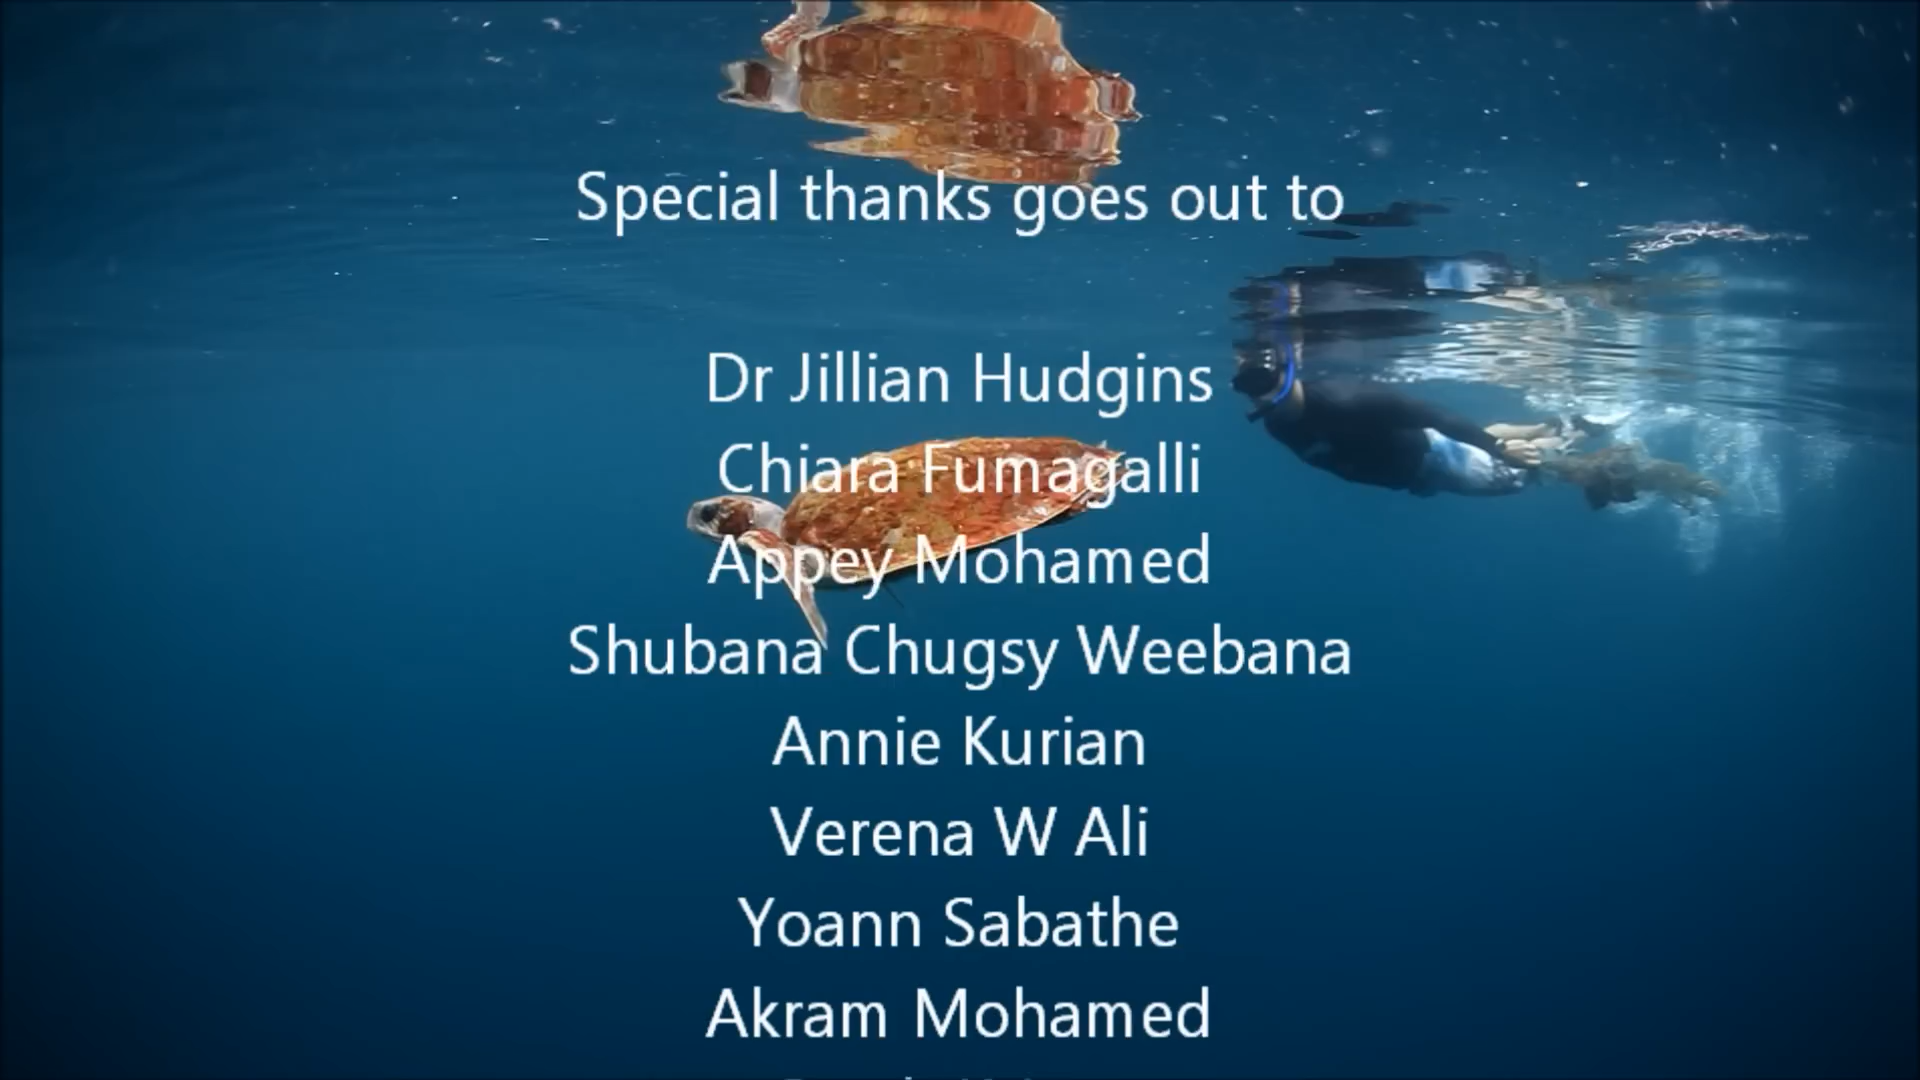 Special thanks goes out to
Dr Jillian Hudgins
Chiara Fumagalli
Appey Mohamed
Shubana Chugsy Weebana
Annie Kurian
Verena W Ali
Yoann Sabathe
Akram Mohamed